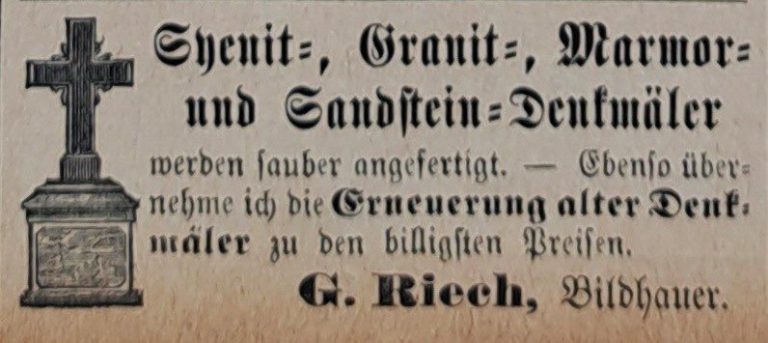 Syenit-, Granit-, Marmor-
und Sandstein-Denkmäler
werden sauber angefertigt. — Ebenso über-
nehme ich die Erneuerung alter Denk-
mäler zu den billigsten Preisen.
G. Riech, Bildhauer.